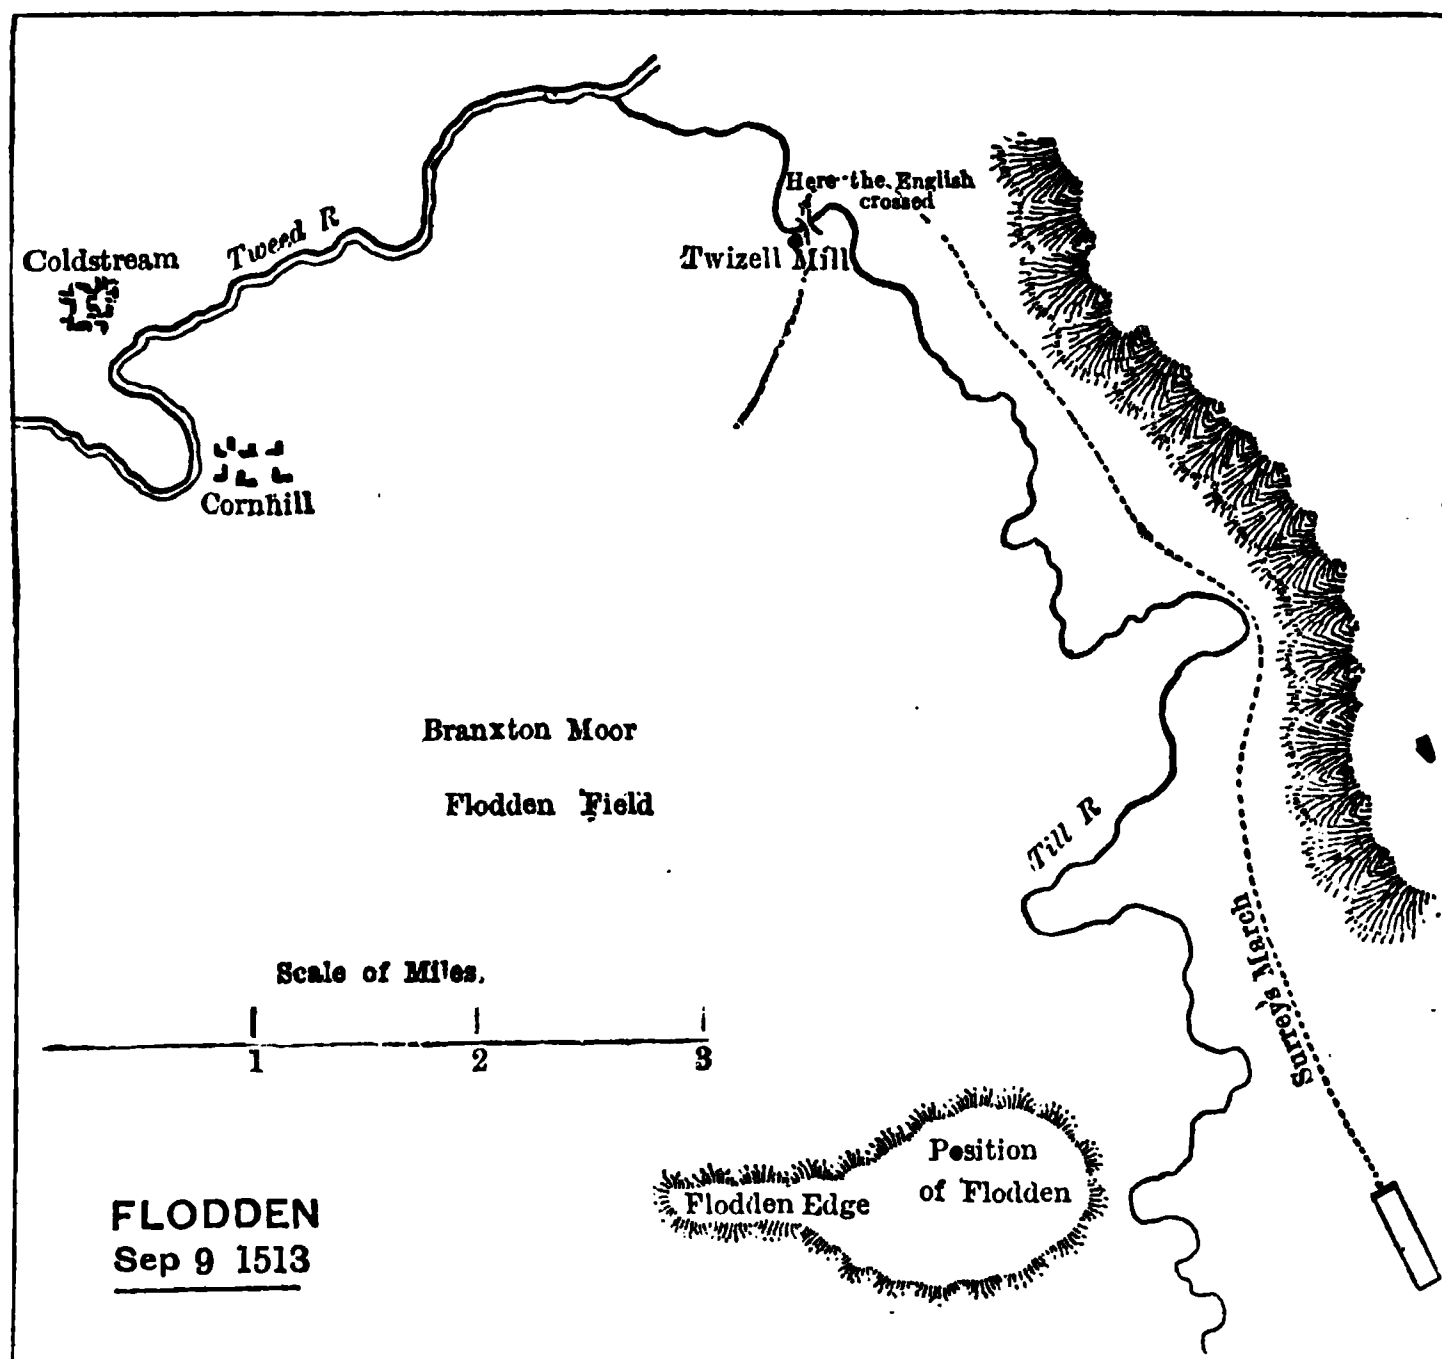 Here the English
crossed
Tweed R
Coldstream
Twizell Mill
Cornhill
Branxton Moor
Flodden Field
Till R
Surrey's March
Scale of Miles.
1 2 3
Position
of Flodden
Flodden Edge
FLODDEN
Sep 9 1513